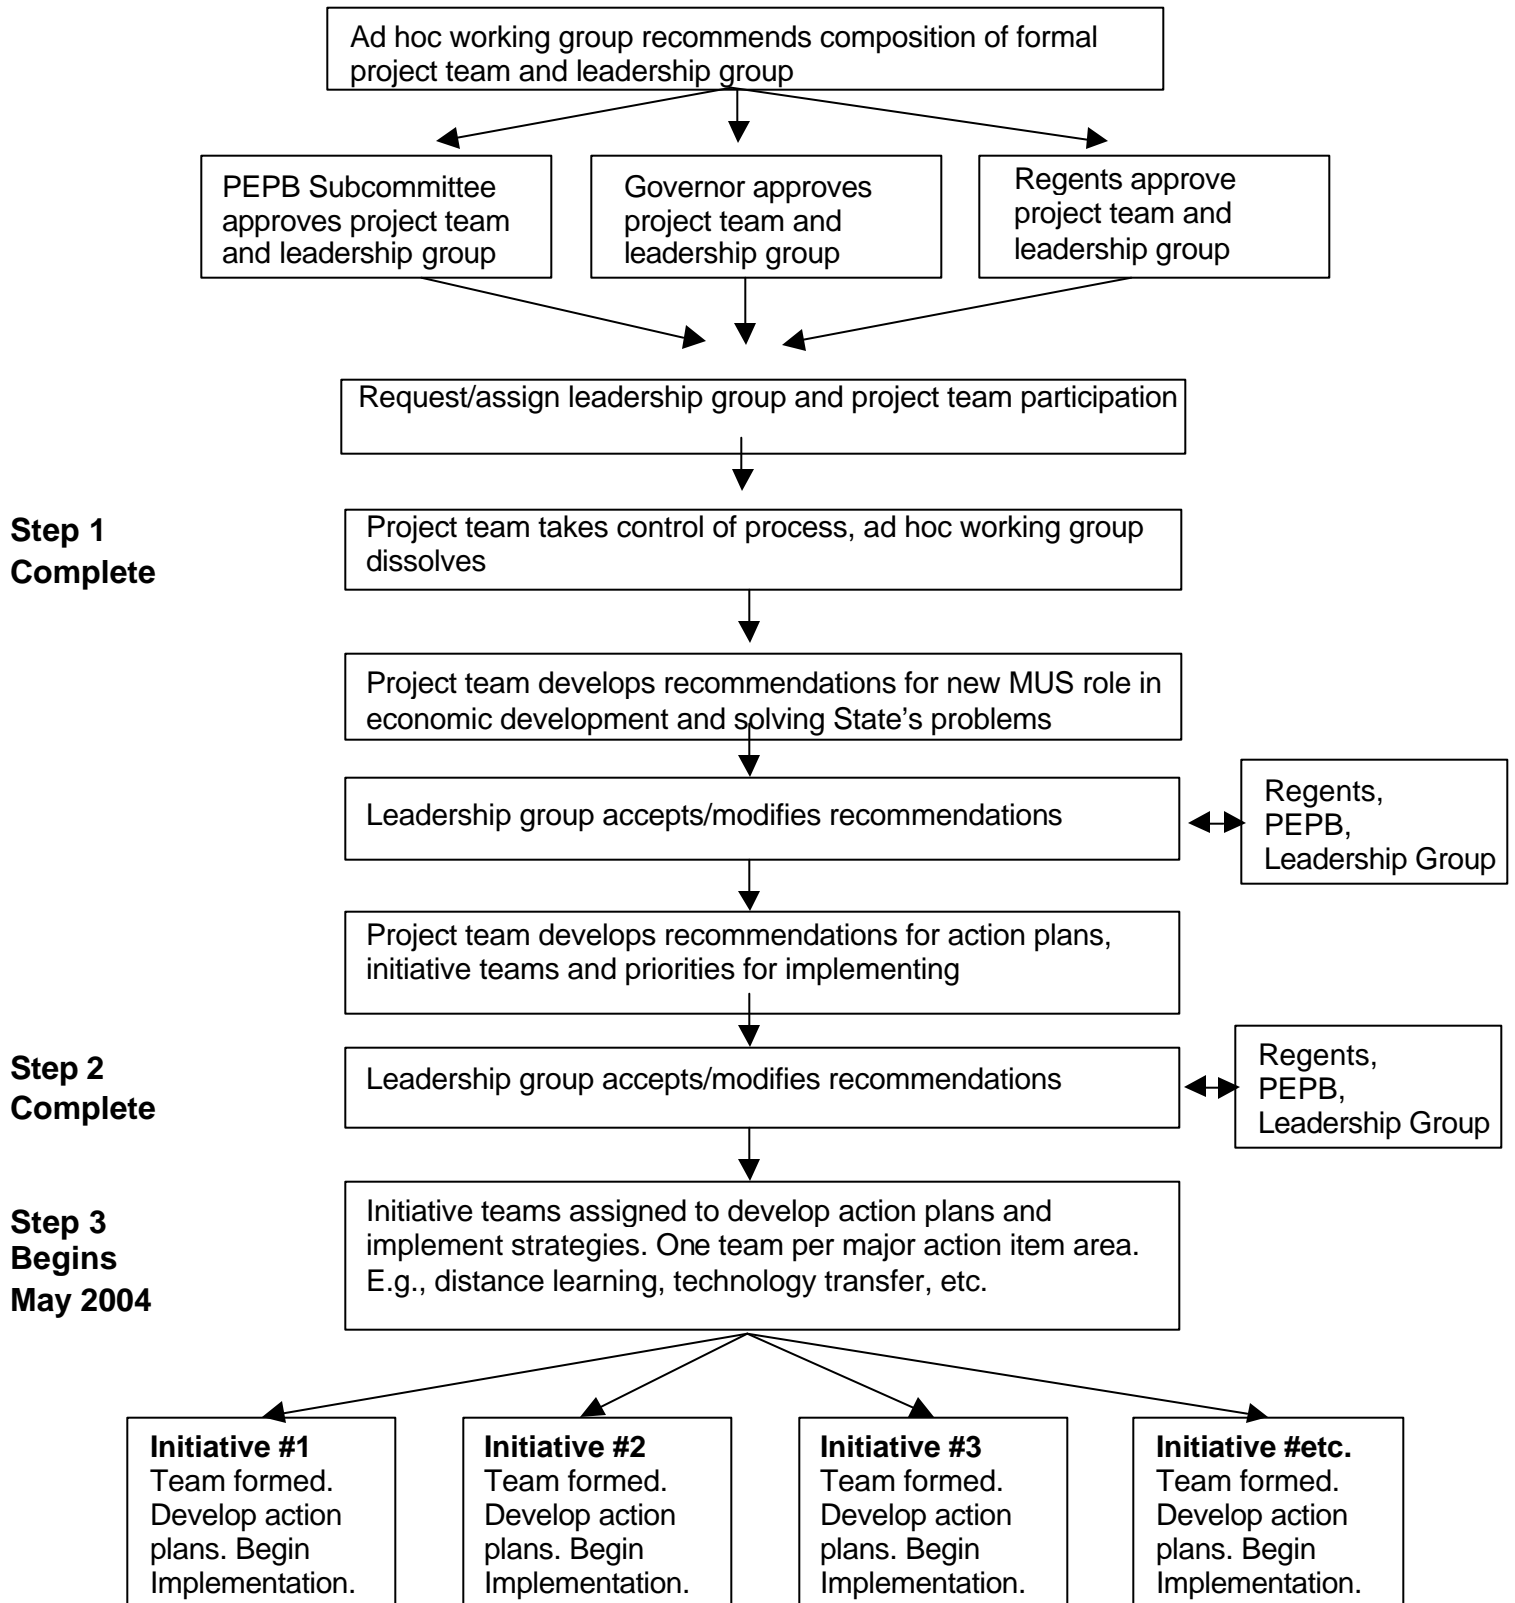 Ad hoc working group recommends composition of formal
project team and leadership group
PEPB Subcommittee
approves project team
and leadership group
Governor approves
project team and
leadership group
Regents approve
project team and
leadership group
Request/assign leadership group and project team participation
Step 1
Complete
Project team takes control of process, ad hoc working group
dissolves
Project team develops recommendations for new MUS role in
economic development and solving State's problems
Leadership group accepts/modifies recommendations
Regents,
PEPB,
Leadership Group
Project team develops recommendations for action plans,
initiative teams and priorities for implementing
Step 2
Complete
Leadership group accepts/modifies recommendations
Regents,
PEPB,
Leadership Group
Step 3
Begins
May 2004
Initiative teams assigned to develop action plans and
implement strategies. One team per major action item area.
E.g., distance learning, technology transfer, etc.
Initiative #1
Team formed.
Develop action
plans. Begin
Implementation.
Initiative #2
Team formed.
Develop action
plans. Begin
Implementation.
Initiative #3
Team formed.
Develop action
plans. Begin
Implementation.
Initiative #etc.
Team formed.
Develop action
plans. Begin
Implementation.